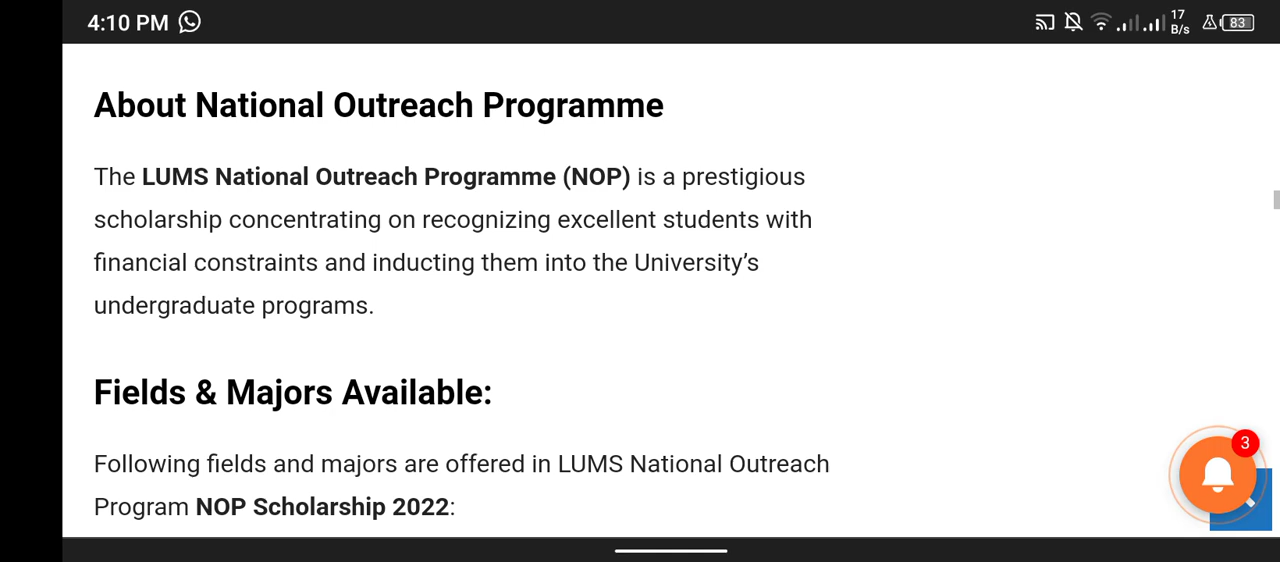 4:10 PM
17
B/s
83
About National Outreach Programme
The LUMS National Outreach Programme (NOP) is a prestigious
scholarship concentrating on recognizing excellent students with
financial constraints and inducting them into the University’s
undergraduate programs.
Fields & Majors Available:
Following fields and majors are offered in LUMS National Outreach
Program NOP Scholarship 2022:
3